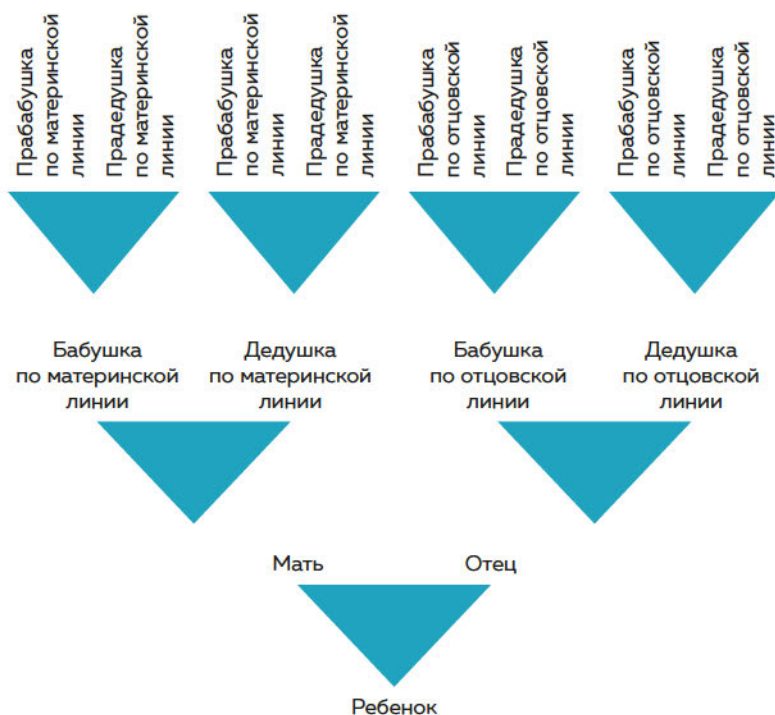 Прабабушка
по материнской
линии
Прадедушка
по материнской
линии
Прабабушка
по материнской
линии
Прадедушка
по материнской
линии
Прабабушка
по отцовской
линии
Прадедушка
по отцовской
линии
Прабабушка
по отцовской
линии
Прадедушка
по отцовской
линии
Бабушка
по материнской
линии
Дедушка
по материнской
линии
Бабушка
по отцовской
линии
Дедушка
по отцовской
линии
Мать
Отец
Ребенок